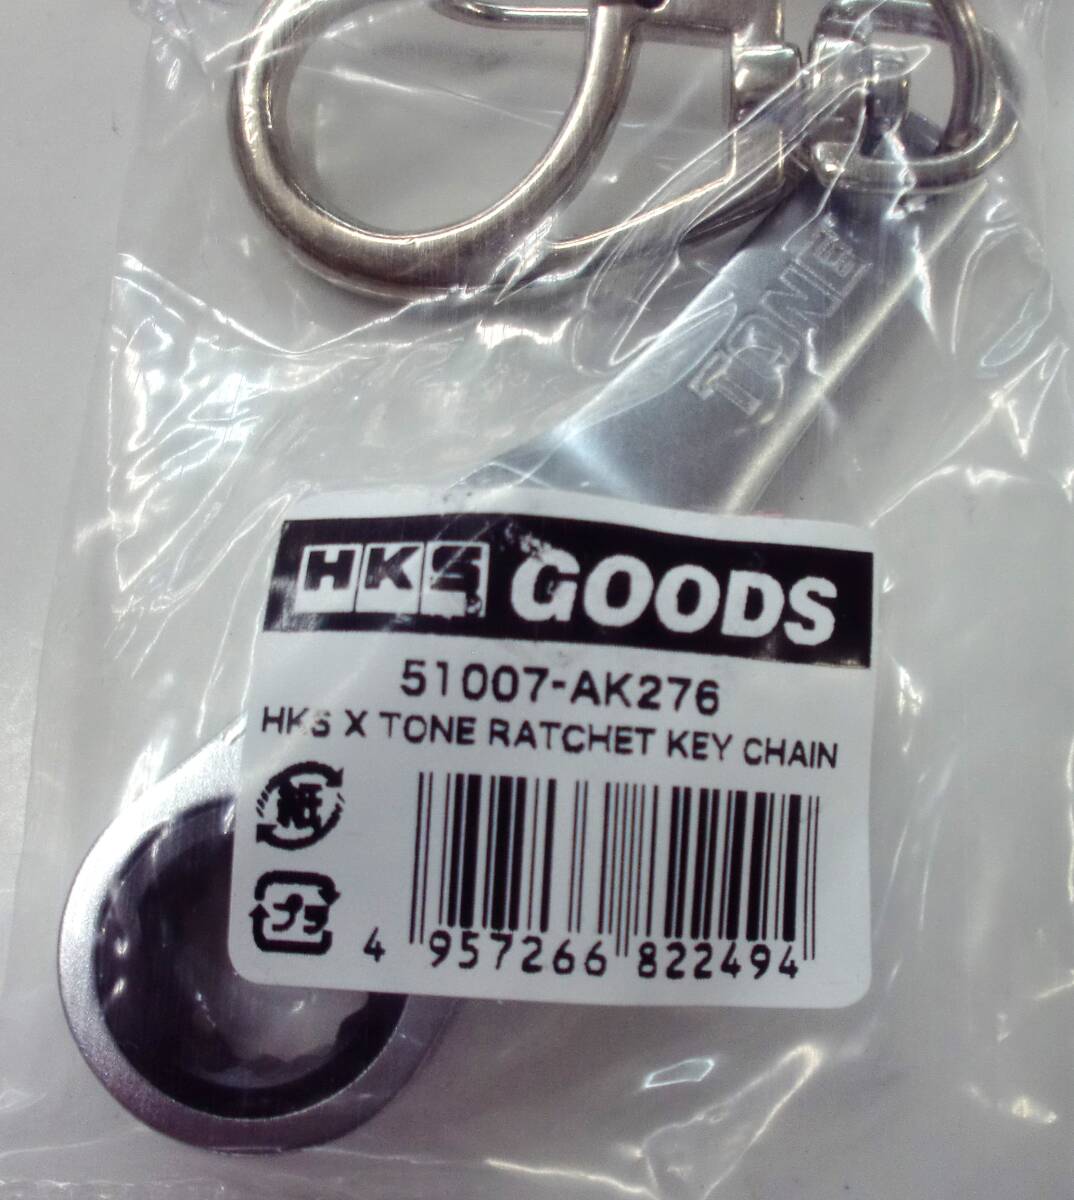 TONE
HKS GOODS
51007-AK276
HKS X TONE RATCHET KEY CHAIN
紙
プラ
4 957266 822494